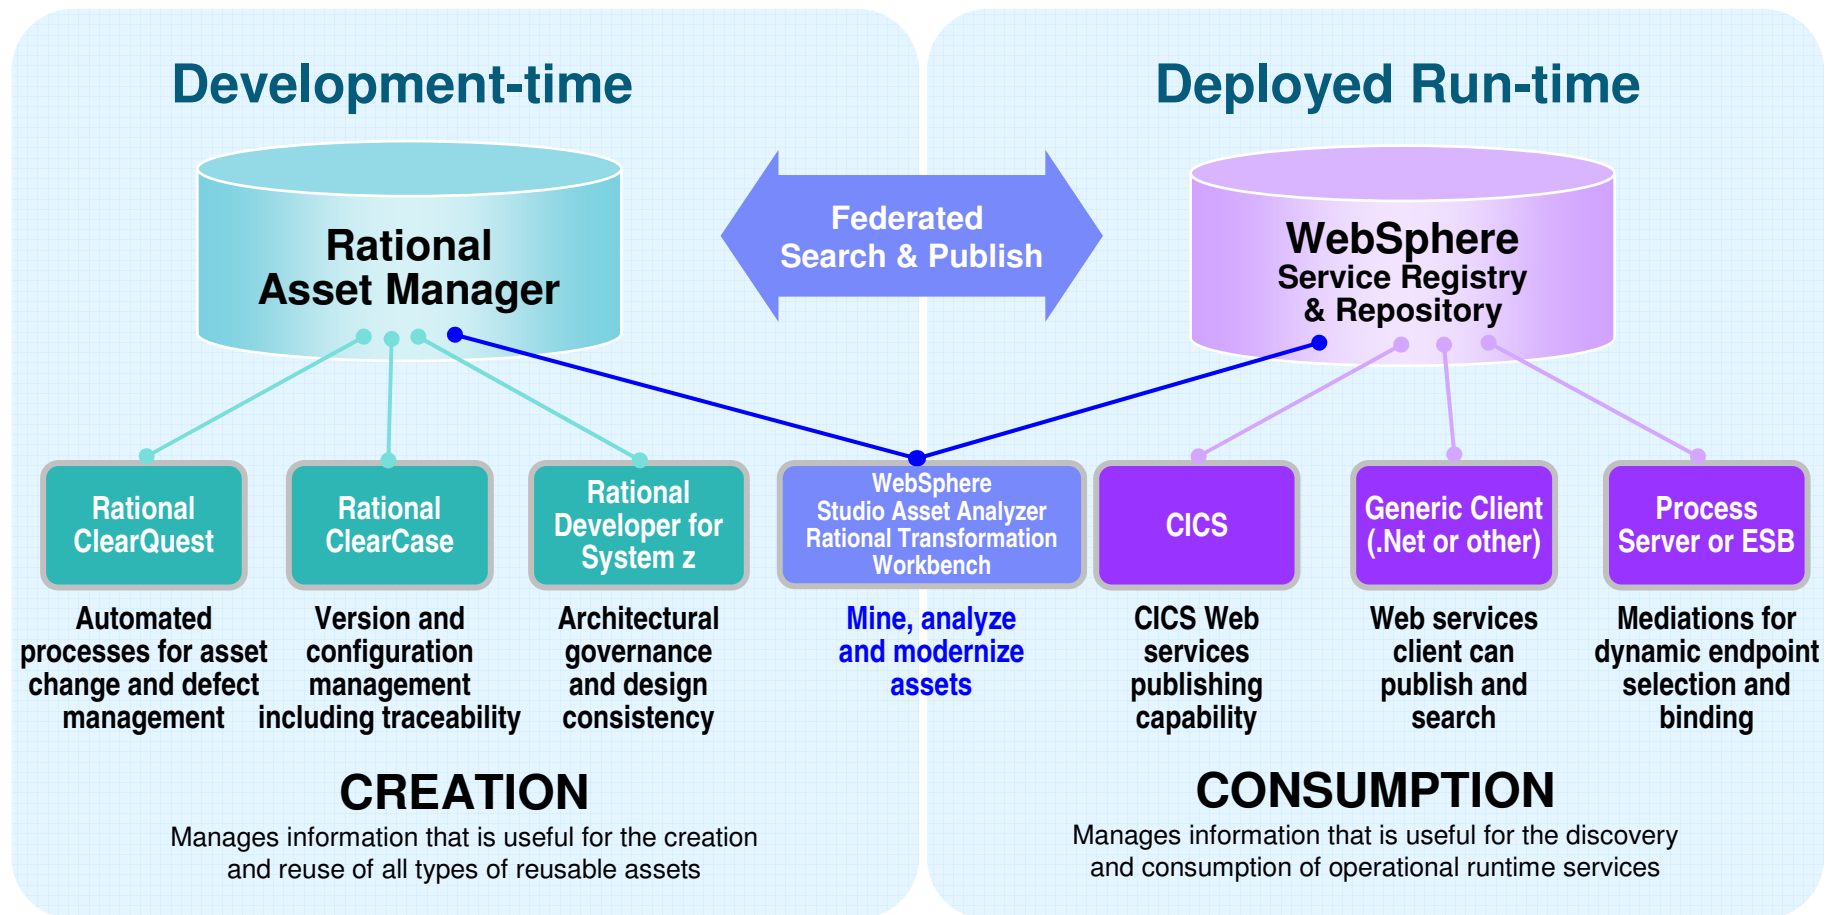 Development-time
Deployed Run-time
Rational
Asset Manager
Federated
Search & Publish
WebSphere
Service Registry
& Repository
Rational
ClearQuest
Rational
ClearCase
Rational
Developer for
System z
WebSphere
Studio Asset Analyzer
Rational Transformation
Workbench
CICS
Generic Client
(.Net or other)
Process
Server or ESB
Automated
processes for asset
change and defect
management
Version and
configuration
management
including traceability
Architectural
governance
and design
consistency
Mine, analyze
and modernize
assets
CICS Web
services
publishing
capability
Web services
client can
publish and
search
Mediations for
dynamic endpoint
selection and
binding
CREATION
Manages information that is useful for the creation
and reuse of all types of reusable assets
CONSUMPTION
Manages information that is useful for the discovery
and consumption of operational runtime services